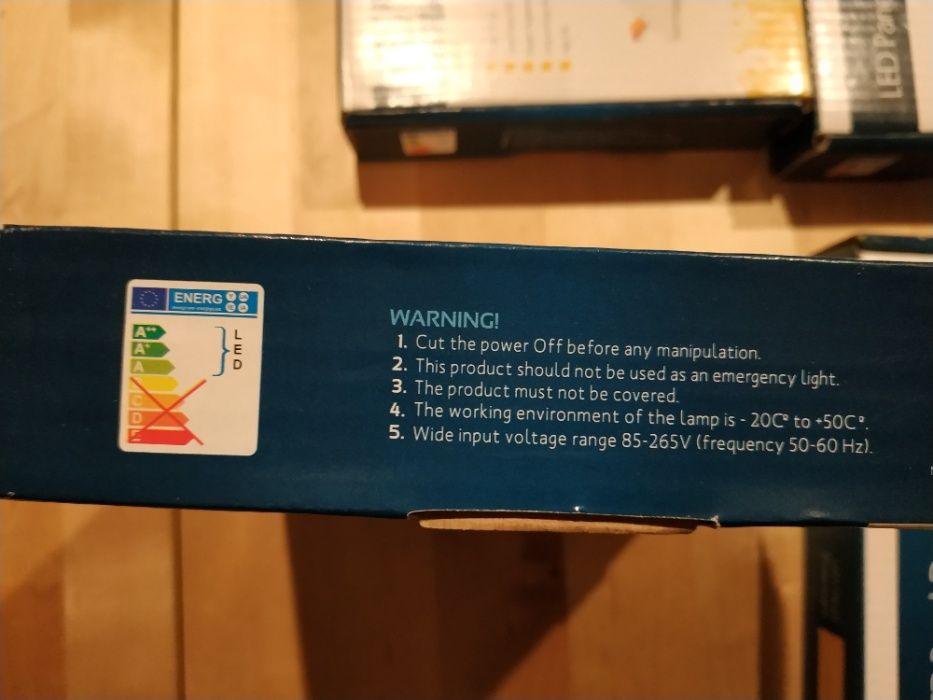 LED Pan
ENERG
A++
A+
A
C
D
E
LED
WARNING!
1. Cut the power Off before any manipulation.
2. This product should not be used as an emergency light.
3. The product must not be covered.
4. The working environment of the lamp is - 20C° to +50C°.
5. Wide input voltage range 85-265V (frequency 50-60 Hz).